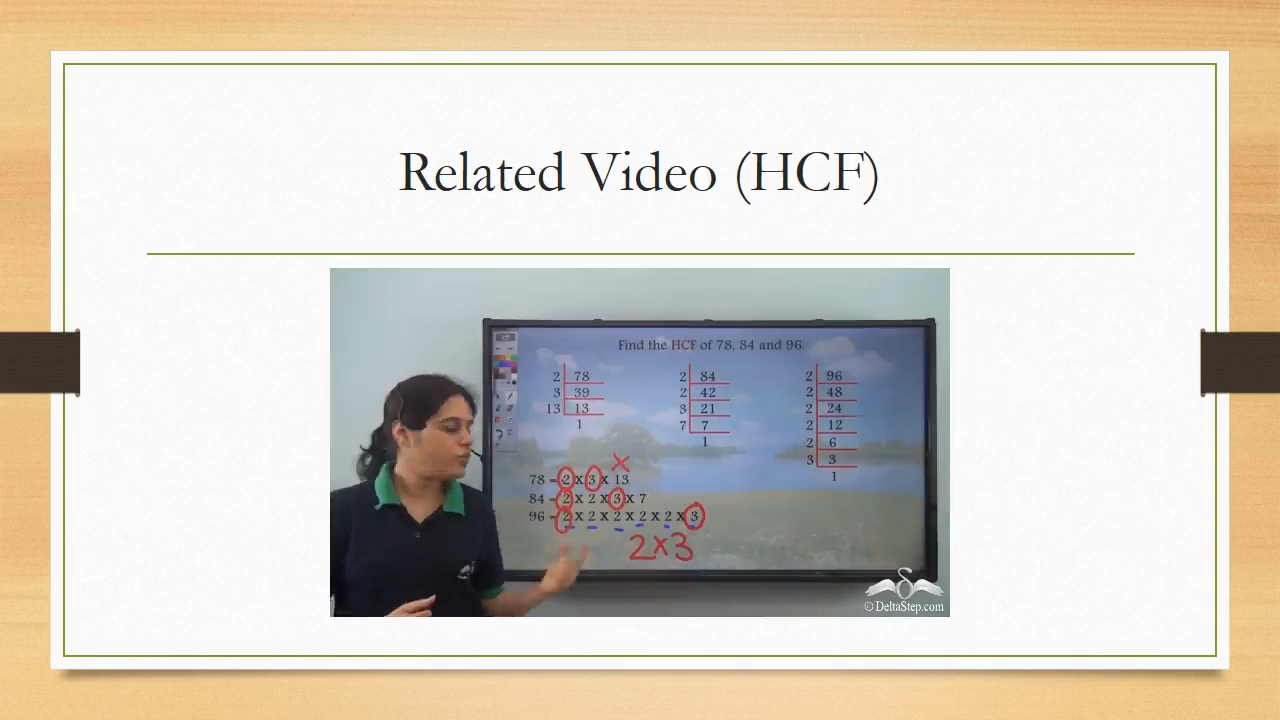 Related Video (HCF)
Find the HCF of 78, 84 and 96.
2 78
3 39
13 13
1
2 84
2 42
3 21
7 7
1
2 96
2 48
2 24
2 12
2 6
3 3
1
x
78 = 2 x 3 x 13
84 = 2 x 2 x 3 x 7
96 = 2 x 2 x 2 x 2 x 2 x 3
2x3
© DeltaStep.com